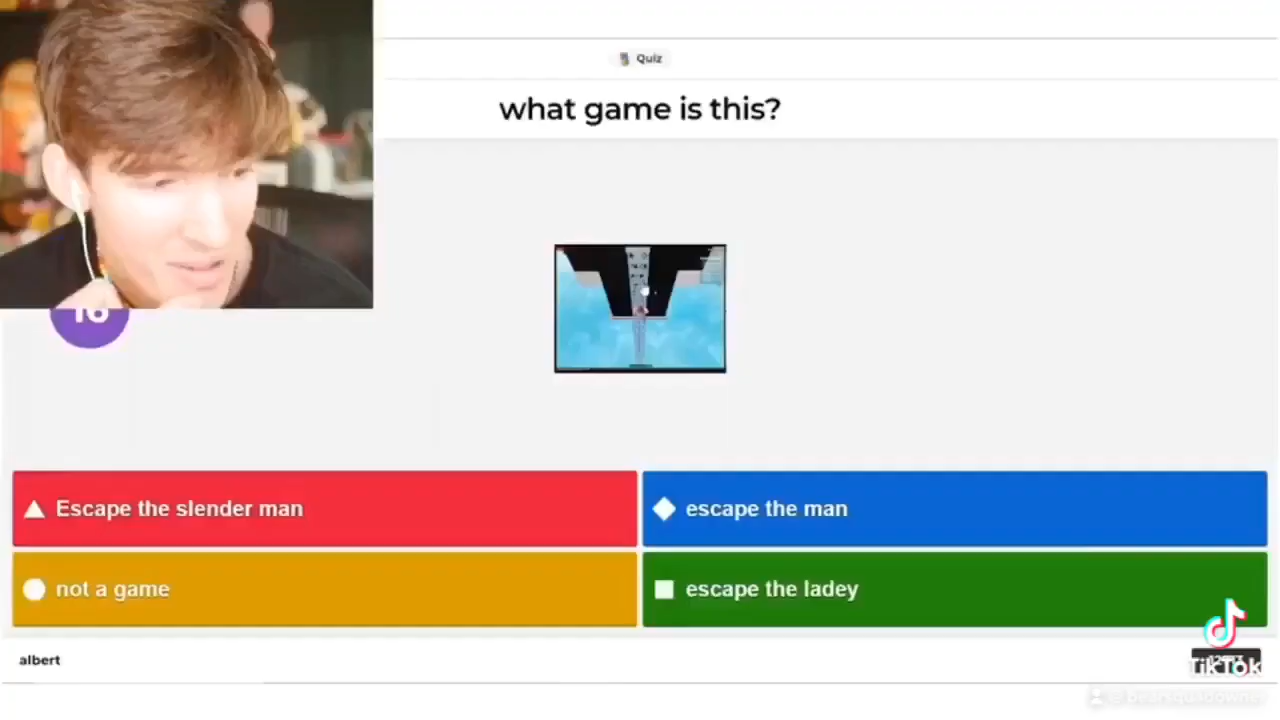 Quiz
what game is this?
16
Escape the slender man
escape the man
not a game
escape the ladey
albert
TikTok